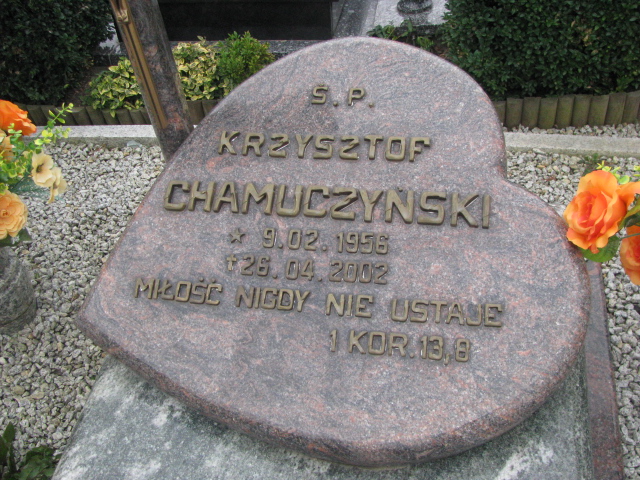 Ś.P.
KRZYSZTOF
CHAMUCZYŃSKI
* 9.02.1956
† 26.04.2002
MIŁOŚĆ NIGDY NIE USTAJE
1 KOR.13,8